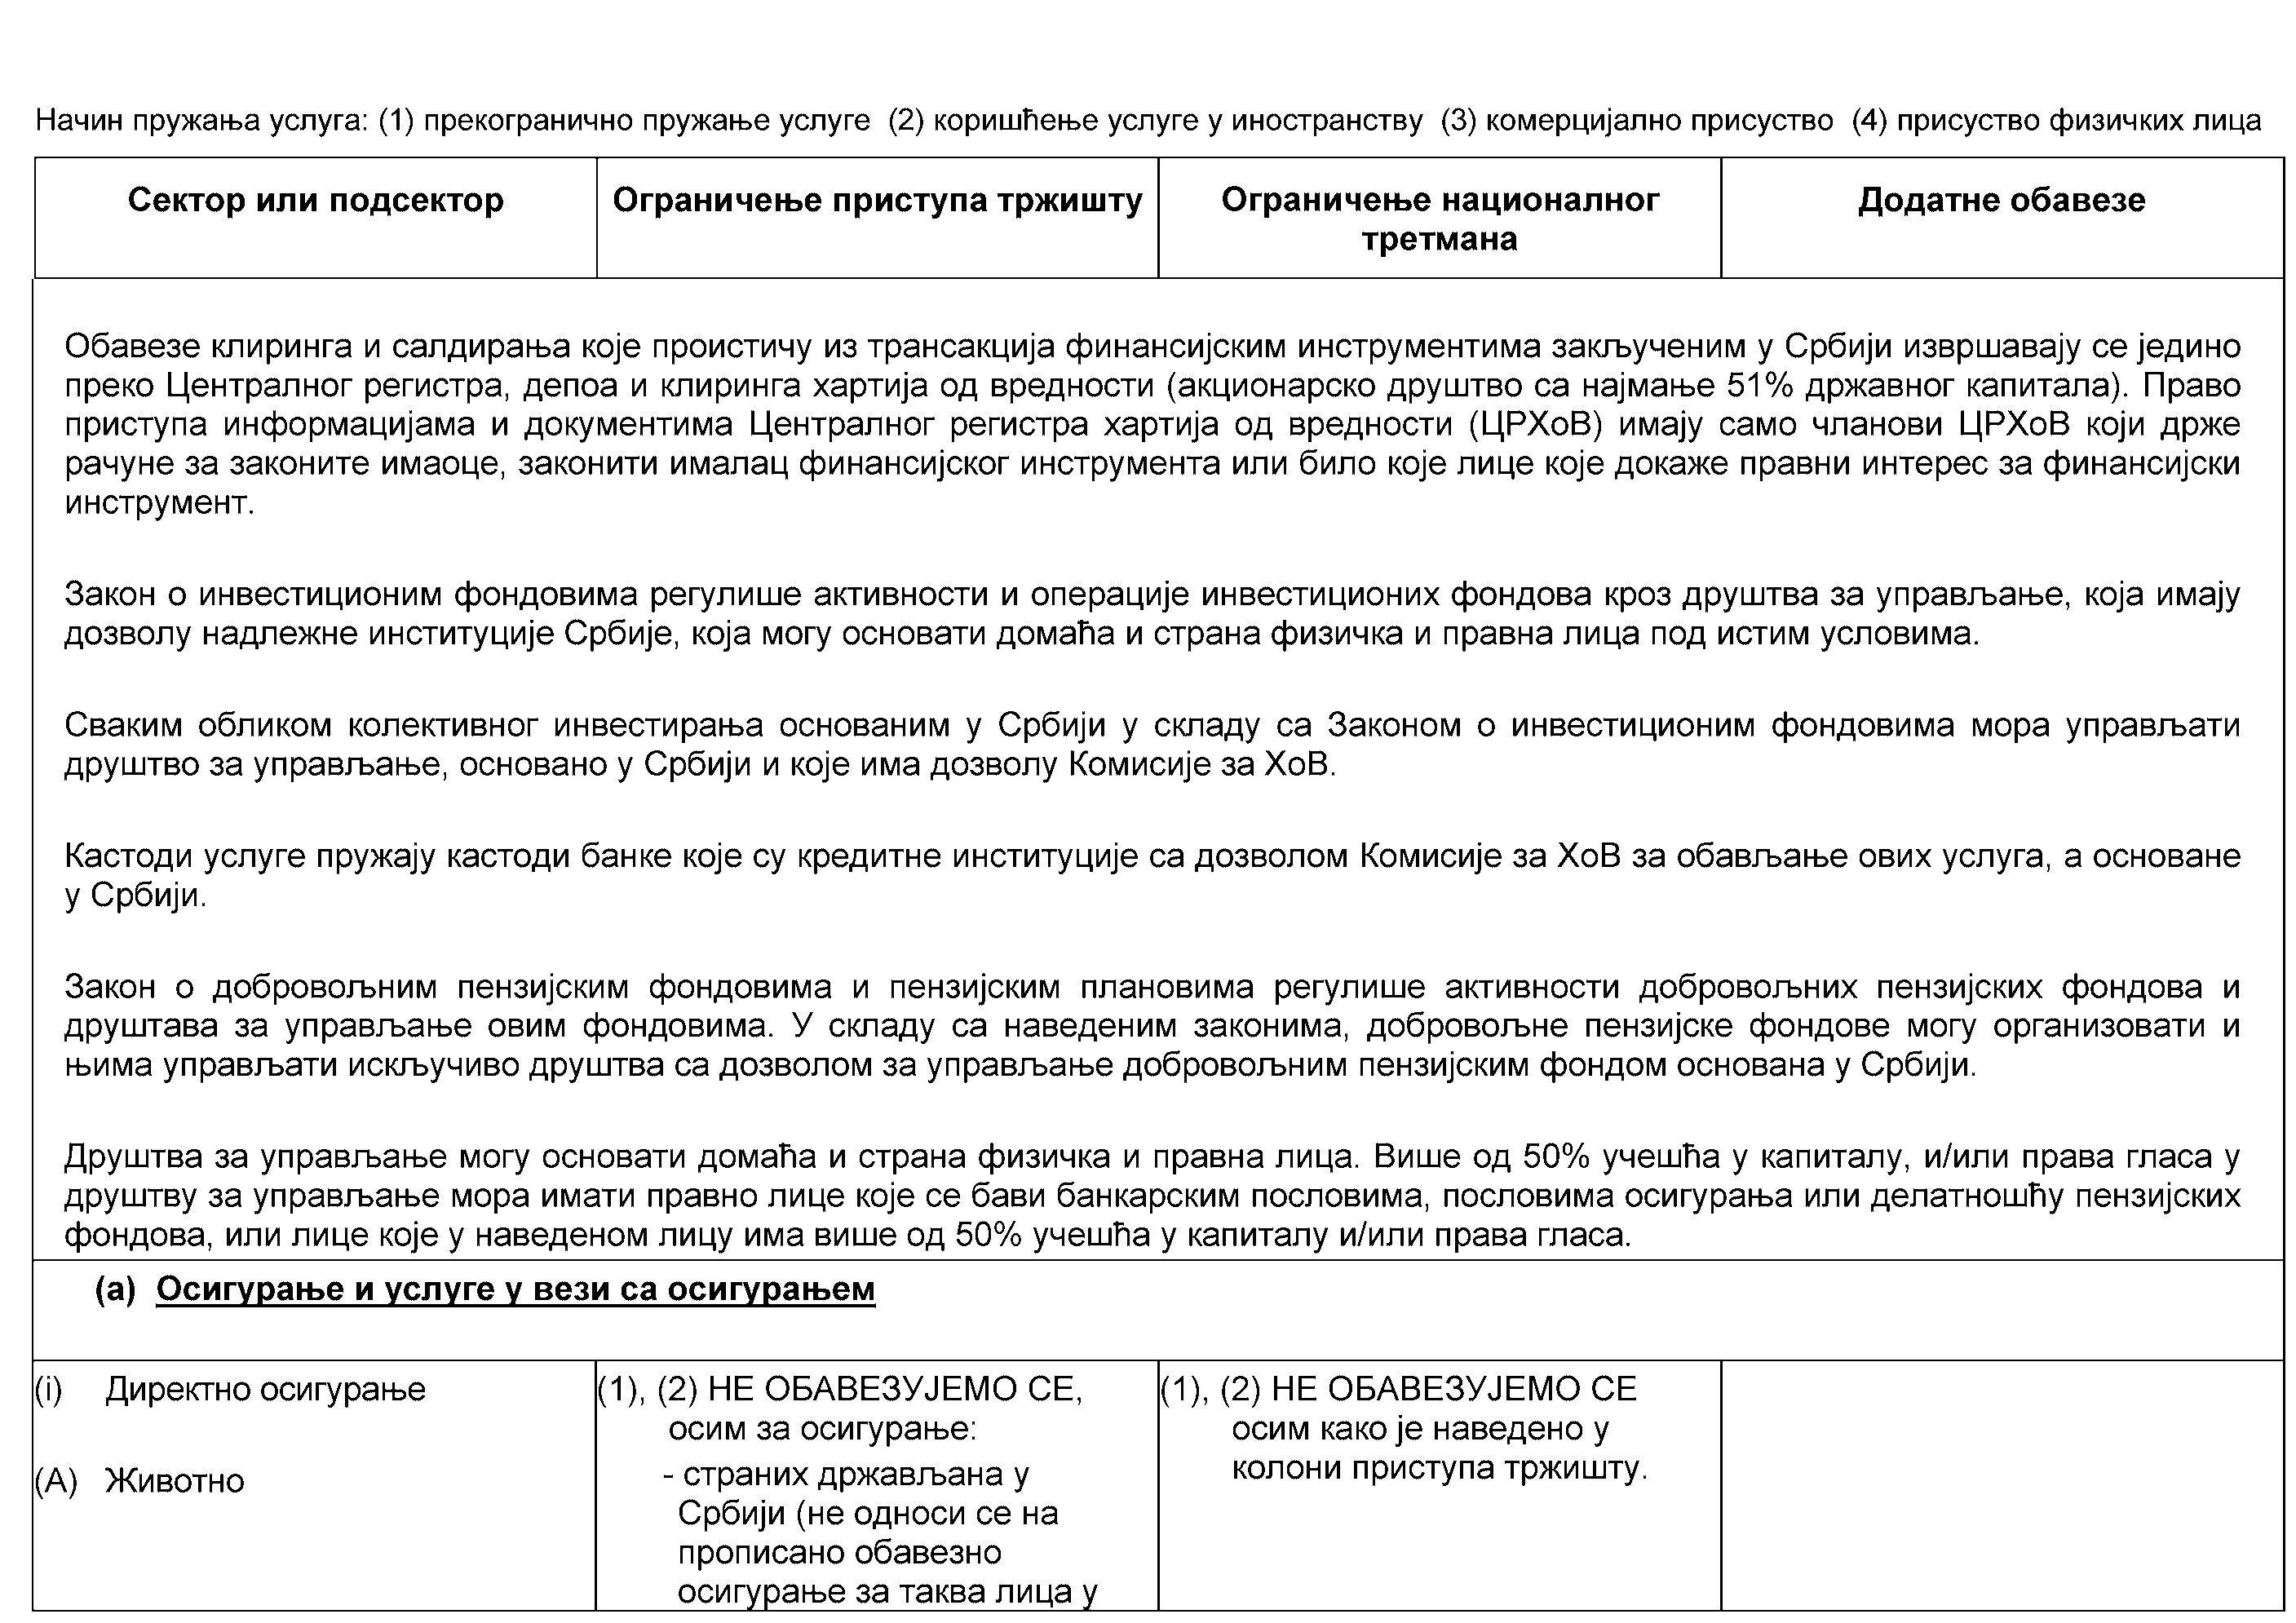 Начин пружања услуга: (1) прекогранично пружање услуге (2) коришћење услуге у иностранству (3) комерцијално присуство (4) присуство физичких лица
Сектор или подсектор
Ограничење приступа тржишту
Ограничење националног
третмана
Додатне обавезе
Обавезе клиринга и салдирања које проистичу из трансакција финансијским инструментима закљученим у Србији извршавају се једино
преко Централног регистра, депоа и клиринга хартија од вредности (акционарско друштво са најмање 51% државног капитала). Право
приступа информацијама и документима Централног регистра хартија од вредности (ЦРХоВ) имају само чланови ЦРХоВ који држе
рачуне за законите имаоце, законити ималац финансијског инструмента или било које лице које докаже правни интерес за финансијски
инструмент.
Закон о инвестиционим фондовима регулише активности и операције инвестиционих фондова кроз друштва за управљање, која имају
дозволу надлежне институције Србије, која могу основати домаћа и страна физичка и правна лица под истим условима.
Сваким обликом колективног инвестирања основаним у Србији у складу са Законом о инвестиционим фондовима мора управљати
друштво за управљање, основано у Србији и које има дозволу Комисије за ХоВ.
Кастоди услуге пружају кастоди банке које су кредитне институције са дозволом Комисије за ХоВ за обављање ових услуга, а основане
у Србији.
Закон о добровољним пензијским фондовима и пензијским плановима регулише активности добровољних пензијских фондова и
друштава за управљање овим фондовима. У складу са наведеним законима, добровољне пензијске фондове могу организовати и
њима управљати искључиво друштва са дозволом за управљање добровољним пензијским фондом основана у Србији.
Друштва за управљање могу основати домаћа и страна физичка и правна лица. Више од 50% учешћа у капиталу, и/или права гласа у
друштву за управљање мора имати правно лице које се бави банкарским пословима, пословима осигурања или делатношћу пензијских
фондова, или лице које у наведеном лицу има више од 50% учешћа у капиталу и/или права гласа.
(а) Осигурање и услуге у вези са осигурањем
(i) Директно осигурање
(А) Животно
(1), (2) НЕ ОБАВЕЗУЈЕМО СЕ,
осим за осигурање:
- страних држављана у
Србији (не односи се на
прописано обавезно
осигурање за таква лица у
(1), (2) НЕ ОБАВЕЗУЈЕМО СЕ
осим како је наведено у
колони приступа тржишту.